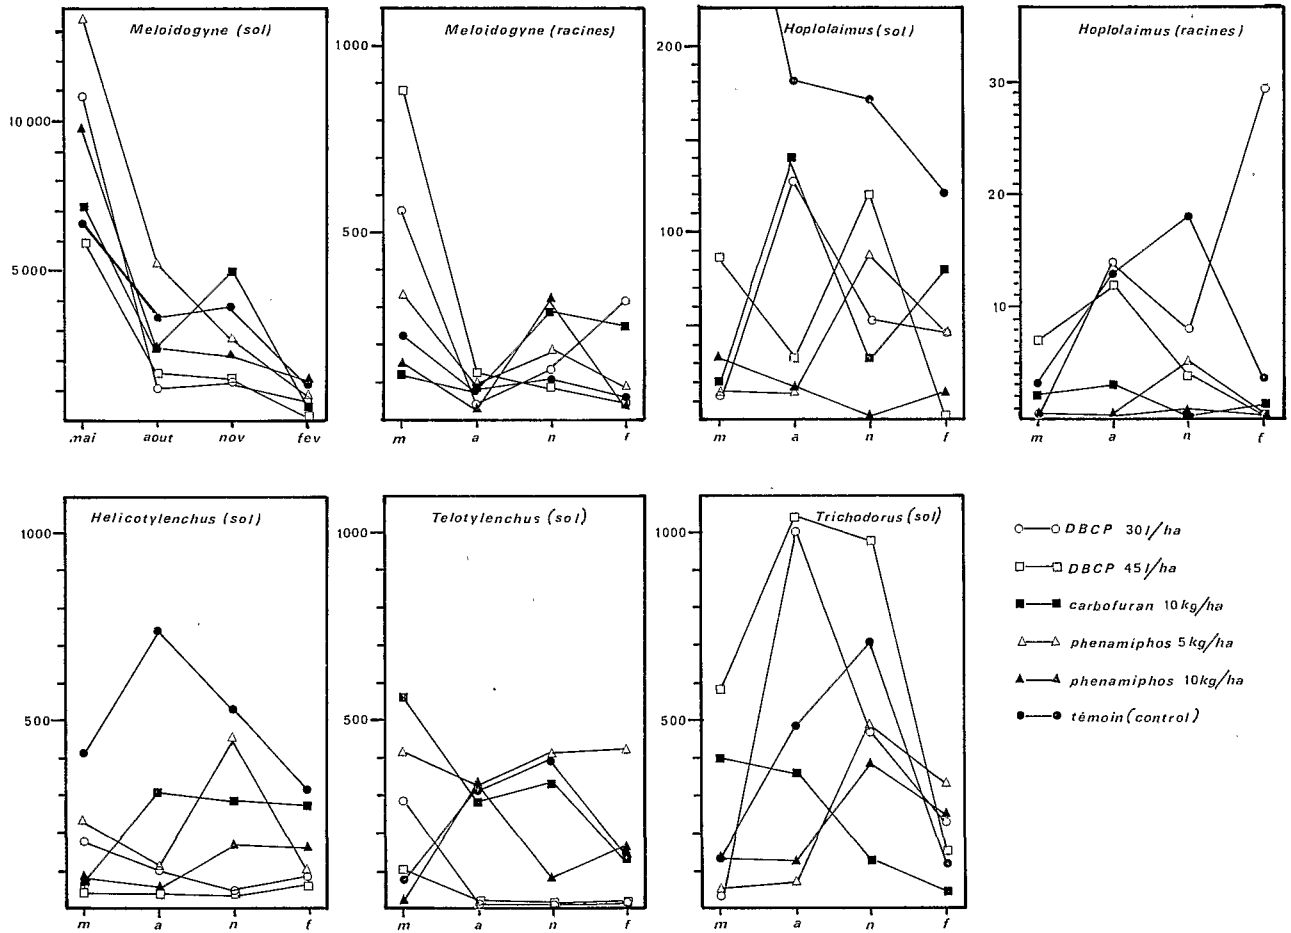 Meloidogyne (sol)
10 000
5 000
mai aout nov fev
Meloidogyne (racines)
1000
500
m a n f
Hoplolaimus (sol)
200
100
m a n f
Hoplolaimus (racines)
30
20
10
m a n f
Helicotylenchus (sol)
1000
500
m a n f
Telotylenchus (sol)
1000
500
m a n f
Trichodorus (sol)
1000
500
m a n f
DBCP 30 l/ha
DBCP 45 l/ha
carbofuran 10 kg/ha
phenamiphos 5 kg/ha
phenamiphos 10 kg/ha
témoin (control)